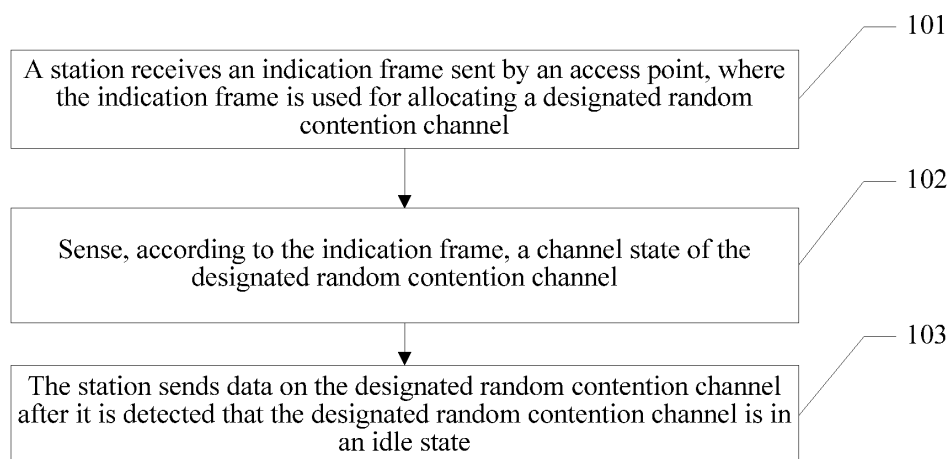 101
A station receives an indication frame sent by an access point, where
the indication frame is used for allocating a designated random
contention channel
102
Sense, according to the indication frame, a channel state of the
designated random contention channel
103
The station sends data on the designated random contention channel
after it is detected that the designated random contention channel is in
an idle state